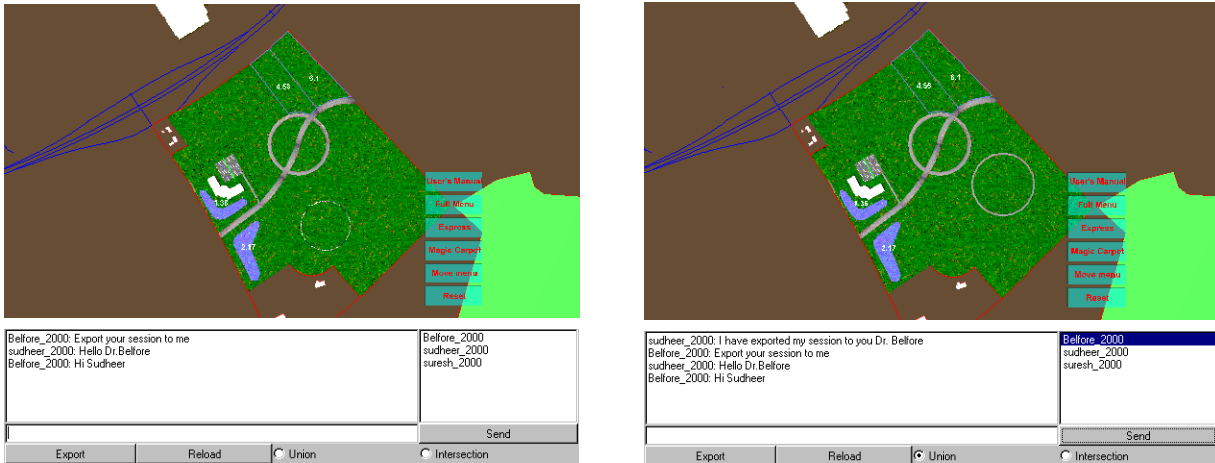 6.1
4.56
User's Manual
Full Menu
1.36
Express
2.17
Magic Carpet
Move menu
Reset
Belfore_2000: Export your session to me
sudheer_2000: Hello Dr.Belfore
Belfore_2000: Hi Sudheer
Belfore_2000
sudheer_2000
suresh_2000
Send
Export
Reload
Union
Intersection
6.1
4.56
User's Manual
Full Menu
1.36
Express
2.17
Magic Carpet
Move menu
Reset
sudheer_2000: I have exported my session to you Dr. Belfore
Belfore_2000: Export your session to me
sudheer_2000: Hello Dr.Belfore
Belfore_2000: Hi Sudheer
Belfore_2000
sudheer_2000
suresh_2000
Send
Export
Reload
Union
Intersection